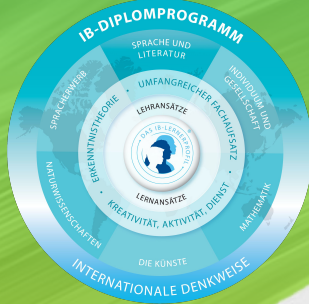 IB-DIPLOMPROGRAMM
SPRACHE UND
LITERATUR
SPRACHERWERB
INDIVIDUUM UND
GESELLSCHAFT
NATURWISSENSCHAFTEN
MATHEMATIK
DIE KÜNSTE
ERKENNTNISTHEORIE • UMFANGREICHER FACHAUFSATZ •
KREATIVITÄT, AKTIVITÄT, DIENST •
LEHRANSÄTZE
DAS IB-LERNERPROFIL
LERNANSÄTZE
INTERNATIONALE DENKWEISE